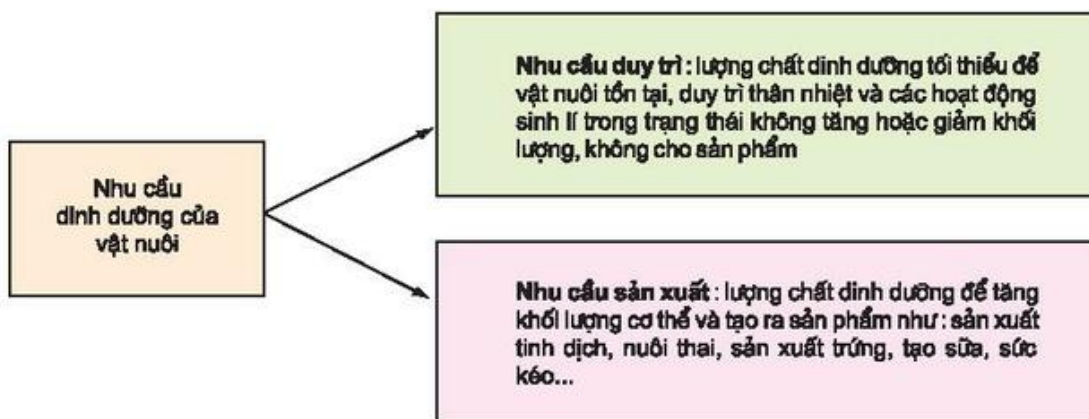 Nhu cầu
dinh dưỡng của
vật nuôi
Nhu cầu duy trì : lượng chất dinh dưỡng tối thiểu để
vật nuôi tồn tại, duy trì thân nhiệt và các hoạt động
sinh lí trong trạng thái không tăng hoặc giảm khối
lượng, không cho sản phẩm
Nhu cầu sản xuất : lượng chất dinh dưỡng để tăng
khối lượng cơ thể và tạo ra sản phẩm như : sản xuất
tinh dịch, nuôi thai, sản xuất trứng, tạo sữa, sức
kéo...